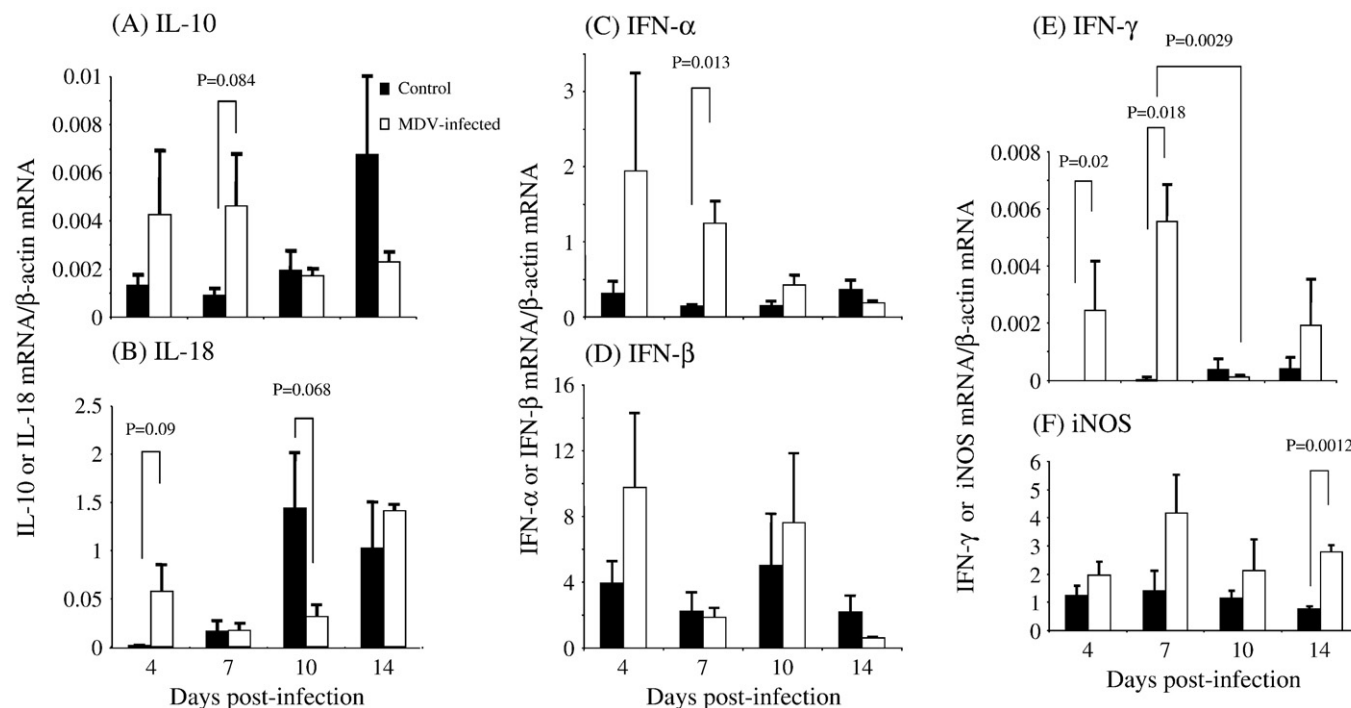 (A) IL-10
P=0.084
Control
MDV-infected
0.01
0.008
0.006
0.004
0.002
0
(B) IL-18
P=0.09
P=0.068
2.5
2
1.5
1
0.05
0
4 7 10 14
Days post-infection
IL-10 or IL-18 mRNA/β-actin mRNA
(C) IFN-α
P=0.013
3
2
1
0
(D) IFN-β
16
12
8
4
0
4 7 10 14
Days post-infection
IFN-α or IFN-β mRNA/β-actin mRNA
(E) IFN-γ
P=0.0029
P=0.018
P=0.02
0.008
0.006
0.004
0.002
0
(F) iNOS
P=0.0012
6
5
4
3
2
1
0
4 7 10 14
Days post-infection
IFN-γ or iNOS mRNA/β-actin mRNA